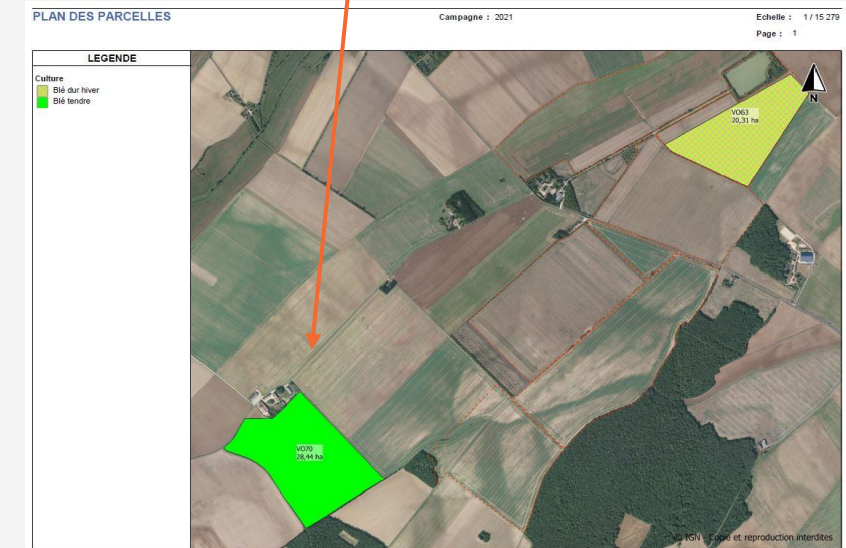 PLAN DES PARCELLES
Campagne : 2021
Echelle : 1 / 15 279
Page : 1
LEGENDE
Culture
Blé dur hiver
Blé tendre
N
VO63
20,31 ha
VO70
28,44 ha
© IGN - Copie et reproduction interdites